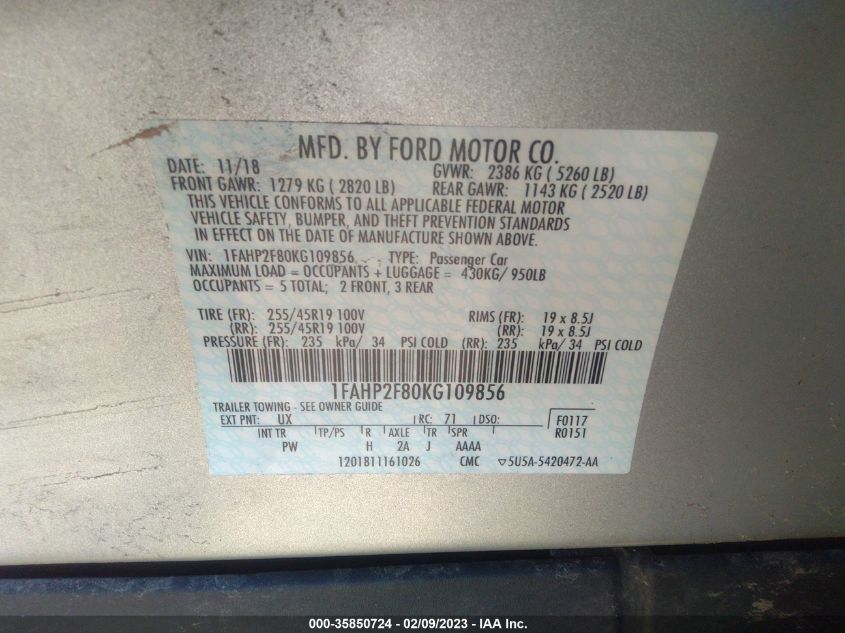 MFD. BY FORD MOTOR CO.
DATE: 11/18 GVWR: 2386 KG ( 5260 LB)
FRONT GAWR: 1279 KG ( 2820 LB) REAR GAWR: 1143 KG ( 2520 LB)
THIS VEHICLE CONFORMS TO ALL APPLICABLE FEDERAL MOTOR
VEHICLE SAFETY, BUMPER, AND THEFT PREVENTION STANDARDS
IN EFFECT ON THE DATE OF MANUFACTURE SHOWN ABOVE.
VIN: 1FAHP2F80KG109856 TYPE: Passenger Car
MAXIMUM LOAD = OCCUPANTS + LUGGAGE = 430KG/ 950LB
OCCUPANTS = 5 TOTAL; 2 FRONT, 3 REAR
TIRE (FR): 255/45R19 100V RIMS (FR): 19 x 8.5J
(RR): 255/45R19 100V (RR): 19 x 8.5J
PRESSURE (FR): 235 kPa/ 34 PSI COLD (RR): 235 kPa/ 34 PSI COLD
1FAHP2F80KG109856
TRAILER TOWING - SEE OWNER GUIDE
EXT PNT: UX RC: 71 DSO: F0117
INT TR TP/PS R AXLE TR SPR R0151
PW H 2A J AAAA
1201811161026 CMC ▽5U5A-5420472-AA
000-35850724 - 02/09/2023 - IAA Inc.